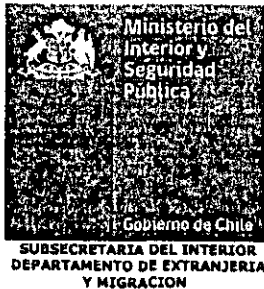 Ministerio del
Interior y
Seguridad
Pública
Gobierno de Chile
SUBSECRETARIA DEL INTERIOR
DEPARTAMENTO DE EXTRANJERIA
Y MIGRACION